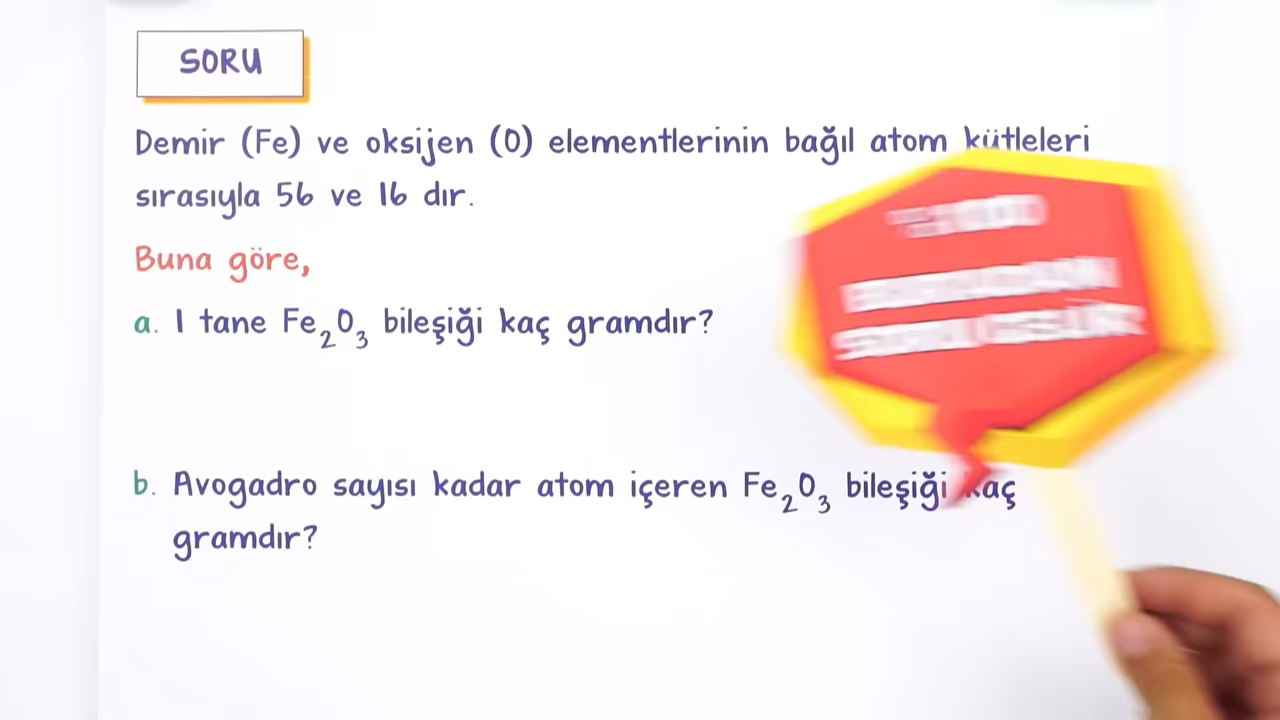 SORU
Demir (Fe) ve oksijen (O) elementlerinin bağıl atom kütleleri
sırasıyla 56 ve 16 dır.
Buna göre,
a. 1 tane Fe₂O₃ bileşiği kaç gramdır?
b. Avogadro sayısı kadar atom içeren Fe₂O₃ bileşiği kaç
gramdır?